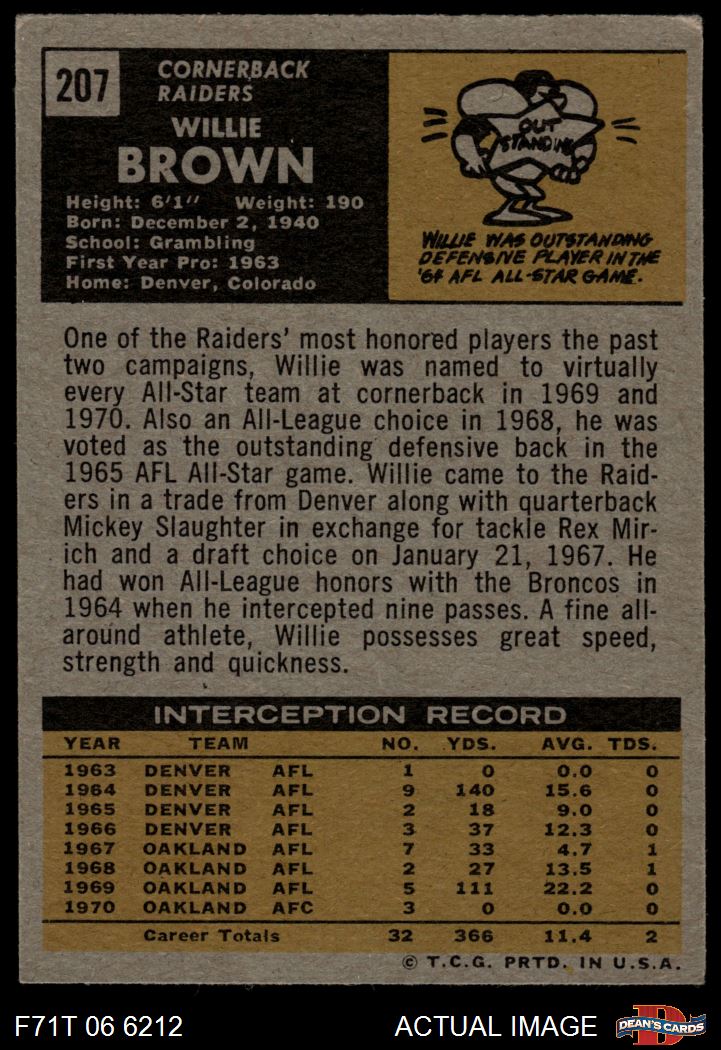 207
CORNERBACK
RAIDERS
WILLIE
BROWN
Height: 6'1" Weight: 190
Born: December 2, 1940
School: Grambling
First Year Pro: 1963
Home: Denver, Colorado
OUT
STANDING
WILLIE WAS OUTSTANDING
DEFENSIVE PLAYER IN THE
'64 AFL ALL-STAR GAME.
One of the Raiders' most honored players the past
two campaigns, Willie was named to virtually
every All-Star team at cornerback in 1969 and
1970. Also an All-League choice in 1968, he was
voted as the outstanding defensive back in the
1965 AFL All-Star game. Willie came to the Raid-
ers in a trade from Denver along with quarterback
Mickey Slaughter in exchange for tackle Rex Mir-
ich and a draft choice on January 21, 1967. He
had won All-League honors with the Broncos in
1964 when he intercepted nine passes. A fine all-
around athlete, Willie possesses great speed,
strength and quickness.
INTERCEPTION RECORD
YEAR TEAM NO. YDS. AVG. TDS.
1963 DENVER AFL 1 0 0.0 0
1964 DENVER AFL 9 140 15.6 0
1965 DENVER AFL 2 18 9.0 0
1966 DENVER AFL 3 37 12.3 0
1967 OAKLAND AFL 7 33 4.7 1
1968 OAKLAND AFL 2 27 13.5 1
1969 OAKLAND AFL 5 111 22.2 0
1970 OAKLAND AFC 3 0 0.0 0
Career Totals 32 366 11.4 2
© T.C.G. PRTD. IN U.S.A.
F71T 06 6212 ACTUAL IMAGE D DEAN'S CARDS